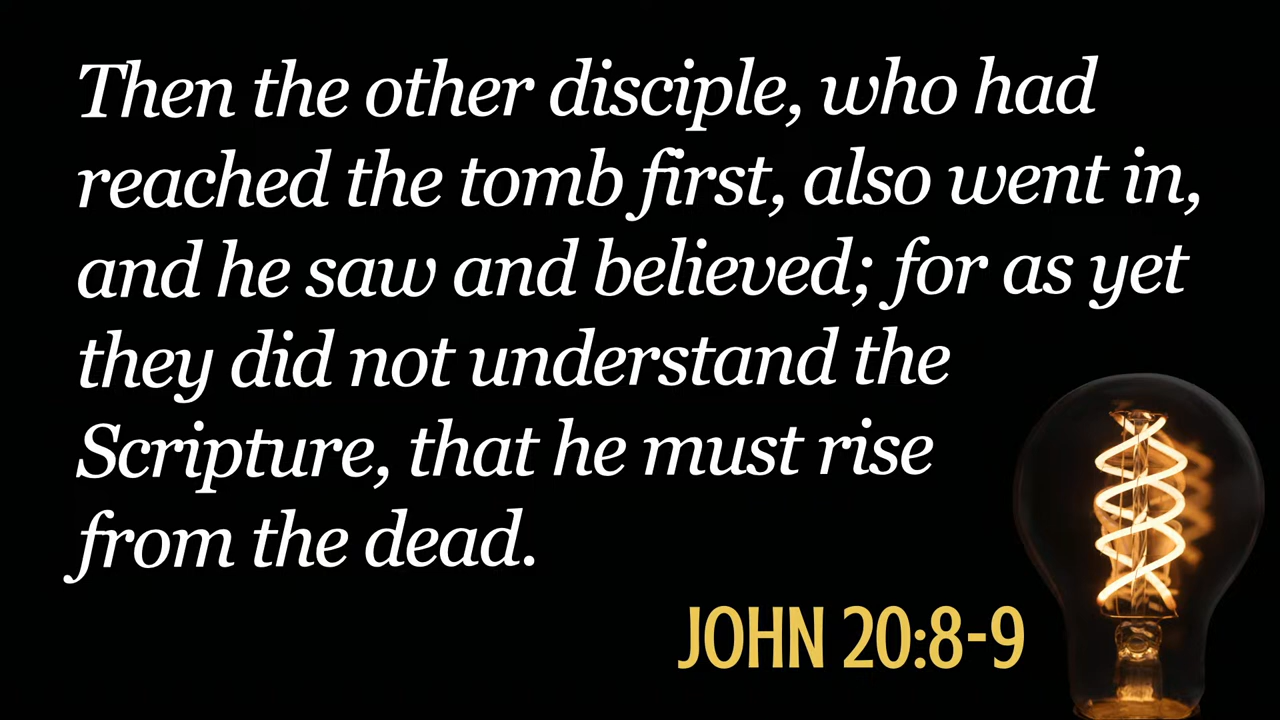 Then the other disciple, who had
reached the tomb first, also went in,
and he saw and believed; for as yet
they did not understand the
Scripture, that he must rise
from the dead.
JOHN 20:8-9